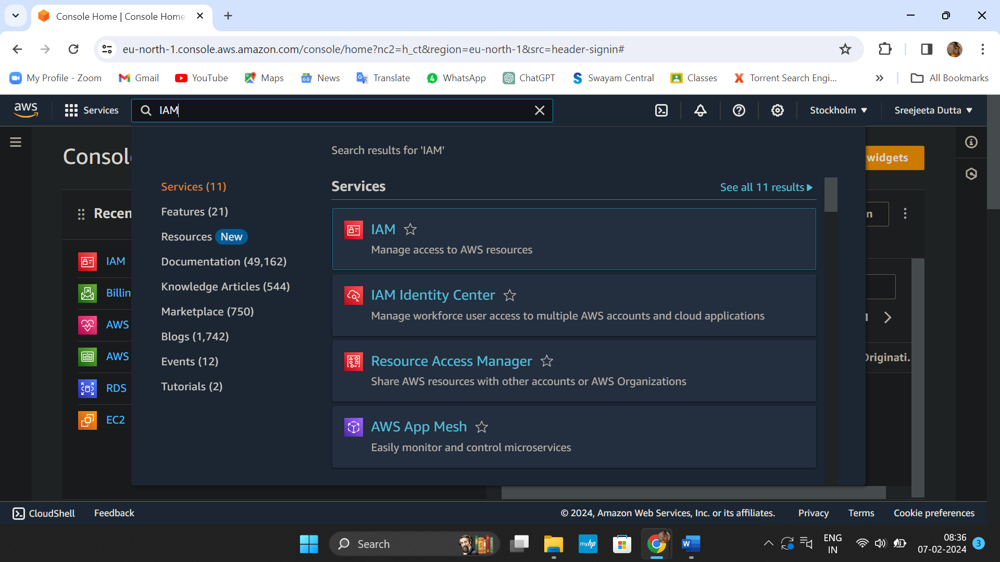 Console Home | Console Home
eu-north-1.console.aws.amazon.com/console/home?nc2=h_ct&region=eu-north-1&src=header-signin#
My Profile - Zoom
Gmail
YouTube
Maps
News
Translate
WhatsApp
ChatGPT
Swayam Central
Classes
Torrent Search Engi...
All Bookmarks
aws
Services
IAM
Stockholm
Sreejeeta Dutta
Consol
widgets
Search results for 'IAM'
Services (11)
Features (21)
Resources New
Documentation (49,162)
Knowledge Articles (544)
Marketplace (750)
Blogs (1,742)
Events (12)
Tutorials (2)
Services
See all 11 results
IAM
Manage access to AWS resources
IAM Identity Center
Manage workforce user access to multiple AWS accounts and cloud applications
Resource Access Manager
Share AWS resources with other accounts or AWS Organizations
AWS App Mesh
Easily monitor and control microservices
Recen
IAM
Billin
AWS
AWS
RDS
EC2
n
Originati.
CloudShell
Feedback
© 2024, Amazon Web Services, Inc. or its affiliates.
Privacy
Terms
Cookie preferences
Search
myhp
W
ENG
IN
08:36
07-02-2024
3